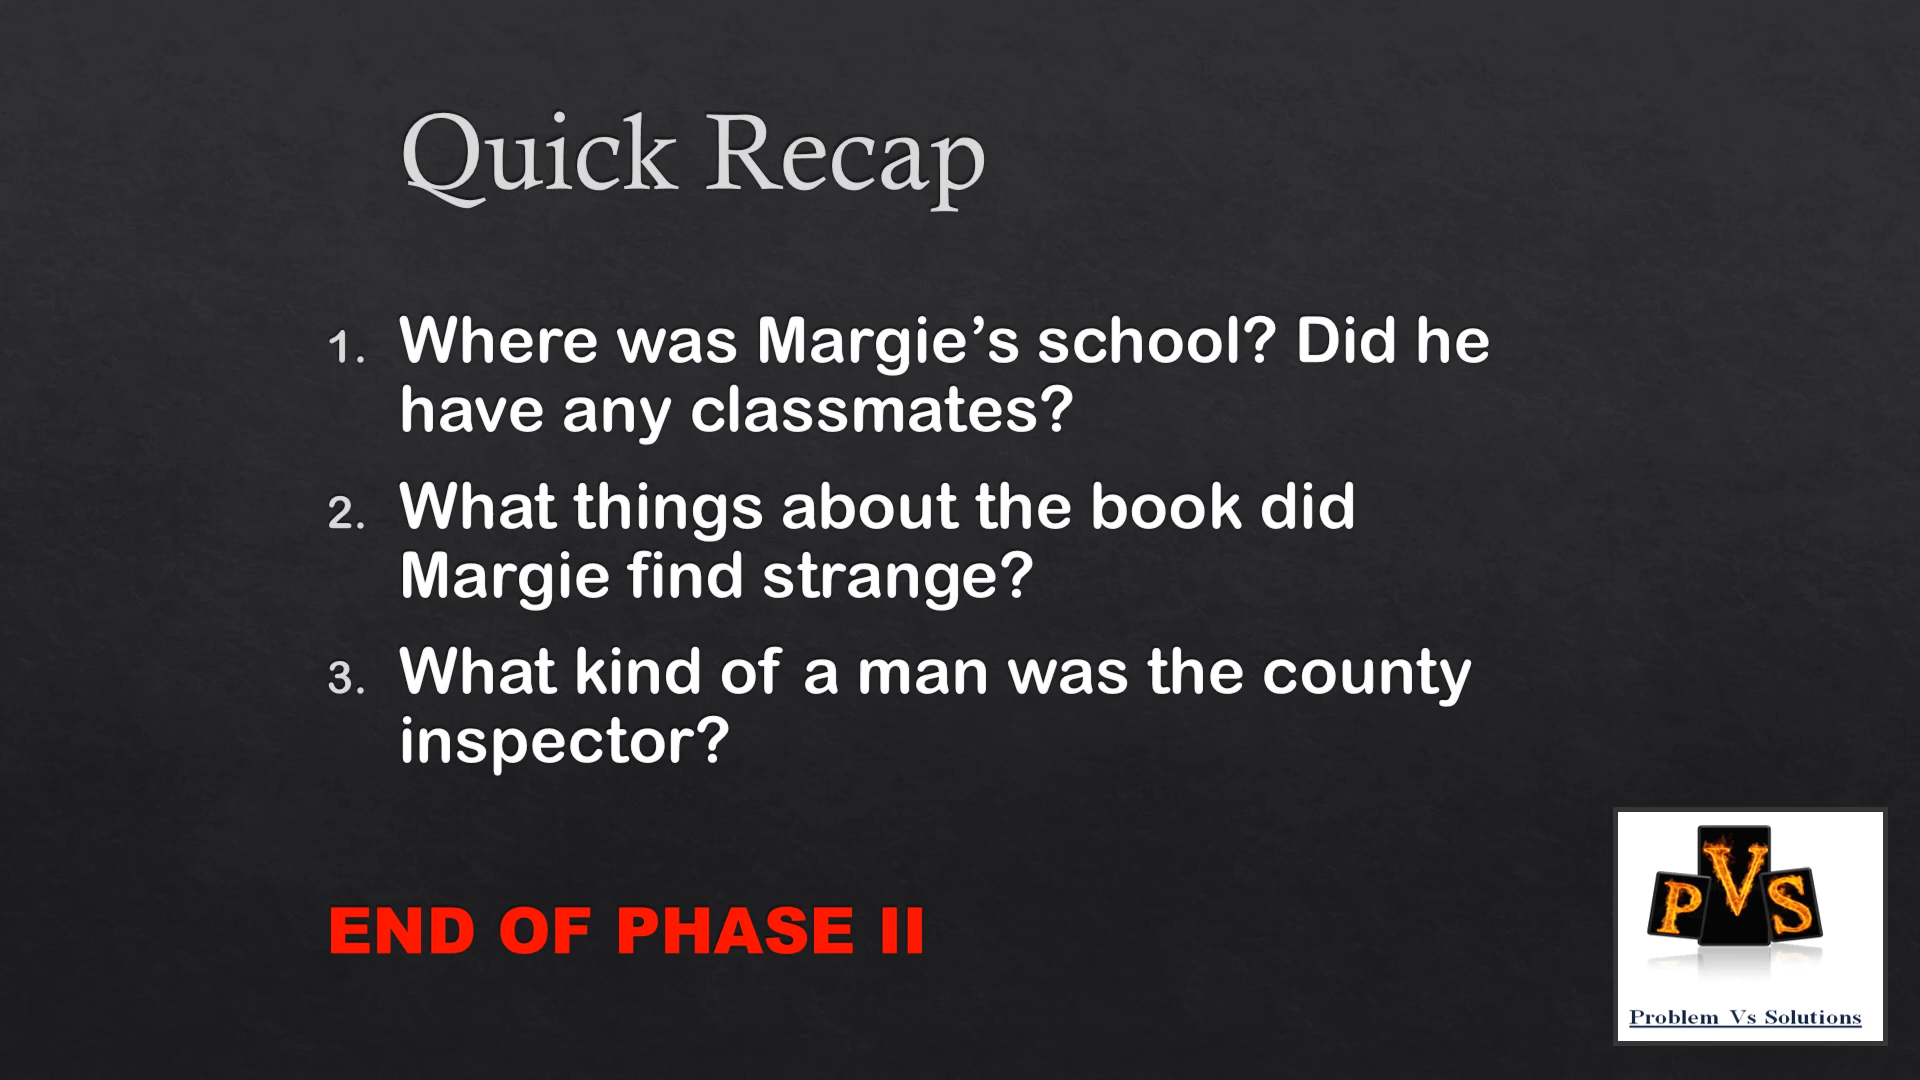 Quick Recap
1. Where was Margie’s school? Did he
have any classmates?
2. What things about the book did
Margie find strange?
3. What kind of a man was the county
inspector?
END OF PHASE II
PVS
Problem Vs Solutions